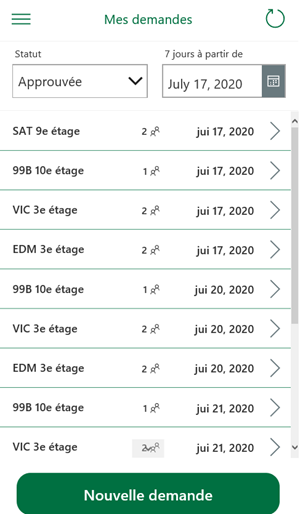 Mes demandes
Statut
7 jours à partir de
Approuvée
July 17, 2020
SAT 9e étage 2 jui 17, 2020
99B 10e étage 1 jui 17, 2020
VIC 3e étage 2 jui 17, 2020
EDM 3e étage 2 jui 17, 2020
99B 10e étage 1 jui 20, 2020
VIC 3e étage 2 jui 20, 2020
EDM 3e étage 2 jui 20, 2020
99B 10e étage 1 jui 21, 2020
VIC 3e étage 2 jui 21, 2020
Nouvelle demande